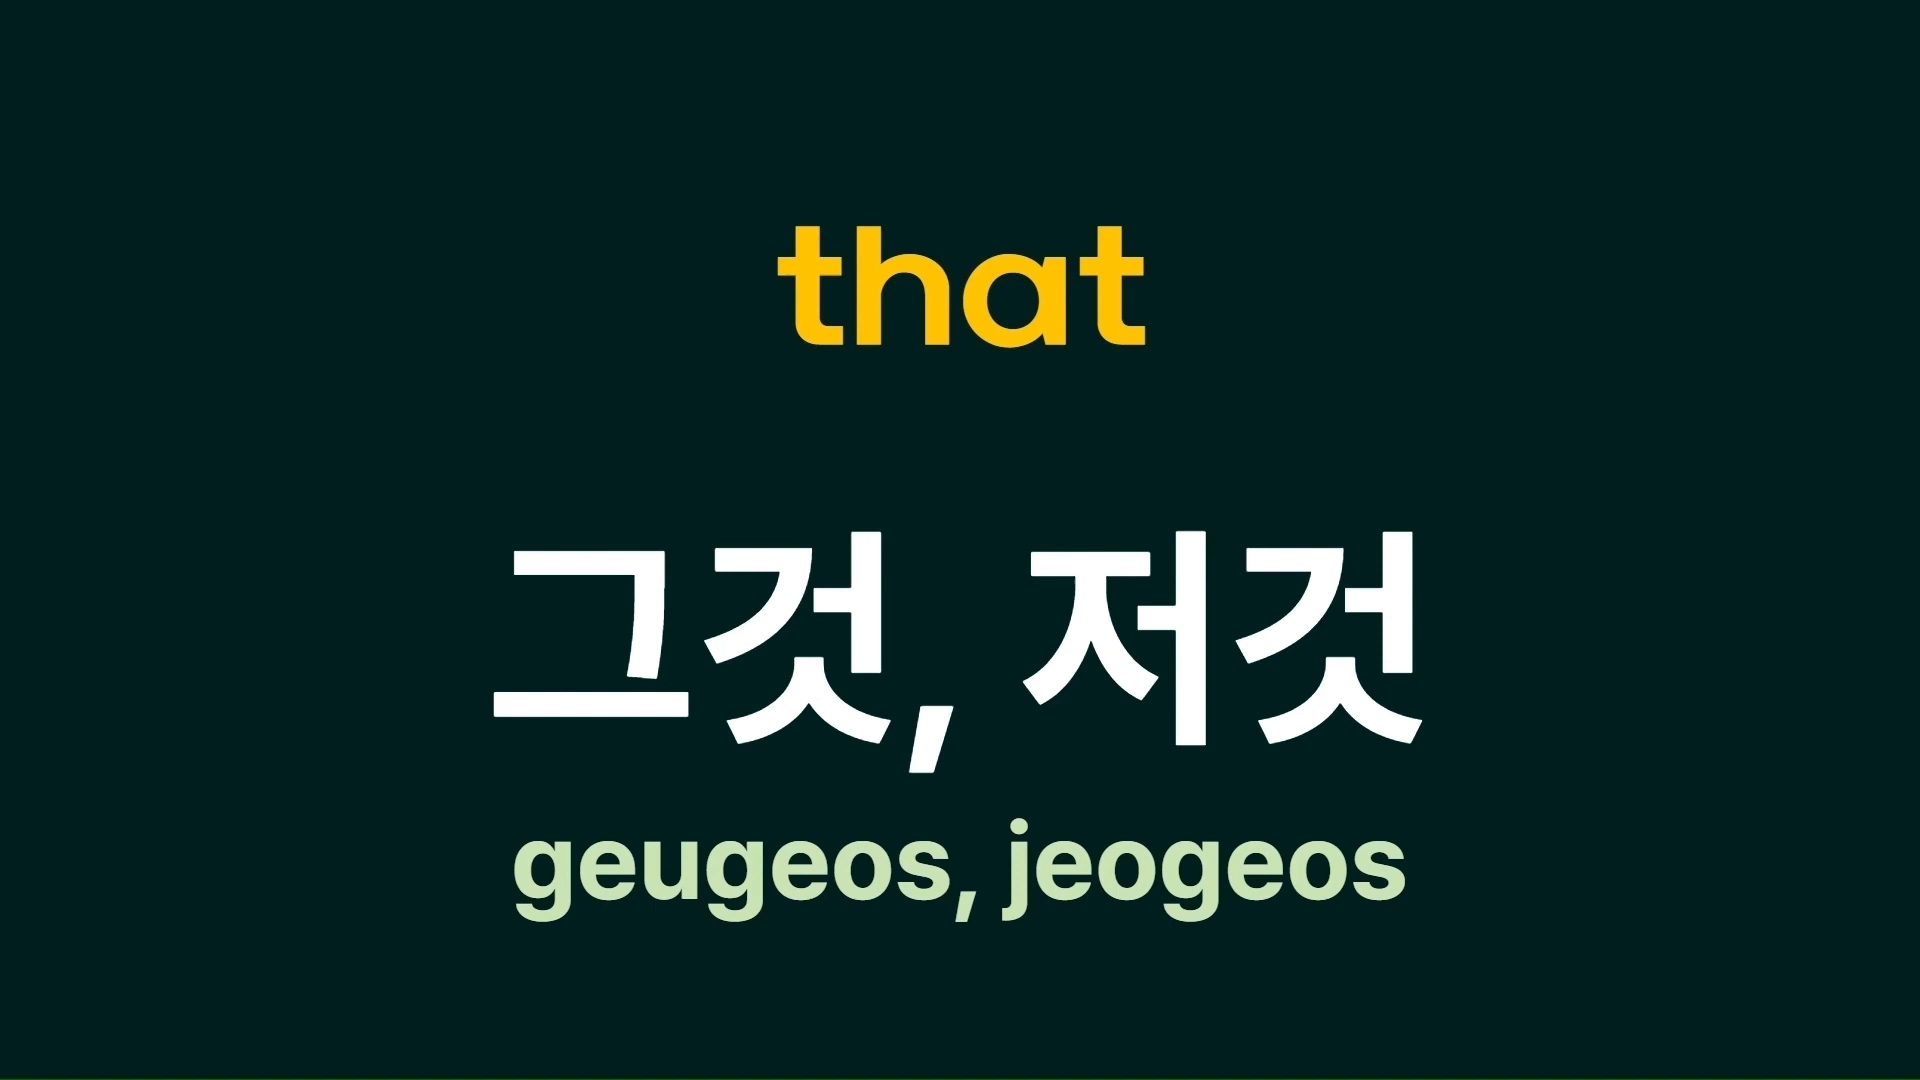 that
그것, 저것
geugeos, jeogeos